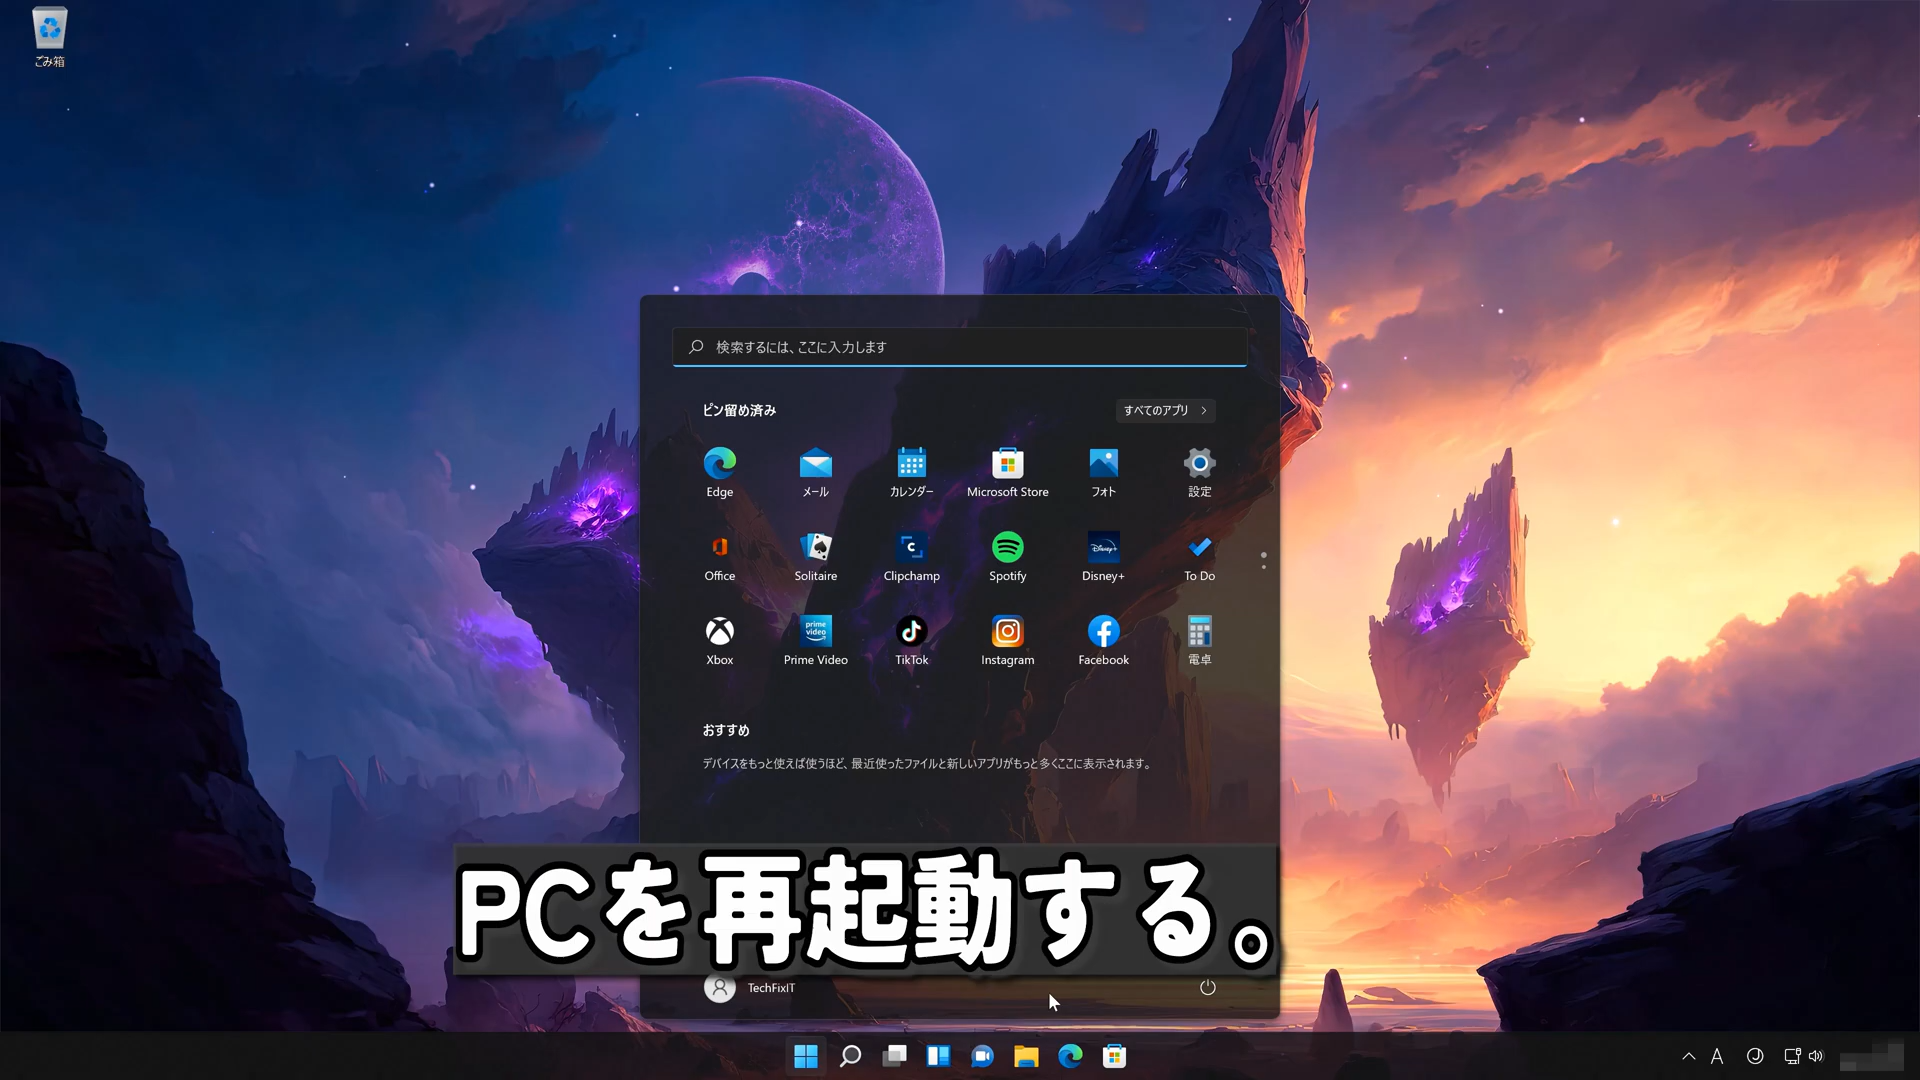 ごみ箱
検索するには、ここに入力します
ピン留め済み
すべてのアプリ
Edge
メール
カレンダー
Microsoft Store
フォト
設定
Office
Solitaire
Clipchamp
Spotify
Disney+
To Do
Xbox
prime video
Prime Video
TikTok
Instagram
Facebook
電卓
おすすめ
デバイスをもっと使えば使うほど、最近使ったファイルと新しいアプリがもっと多くここに表示されます。
PCを再起動する。
TechFixIT
A